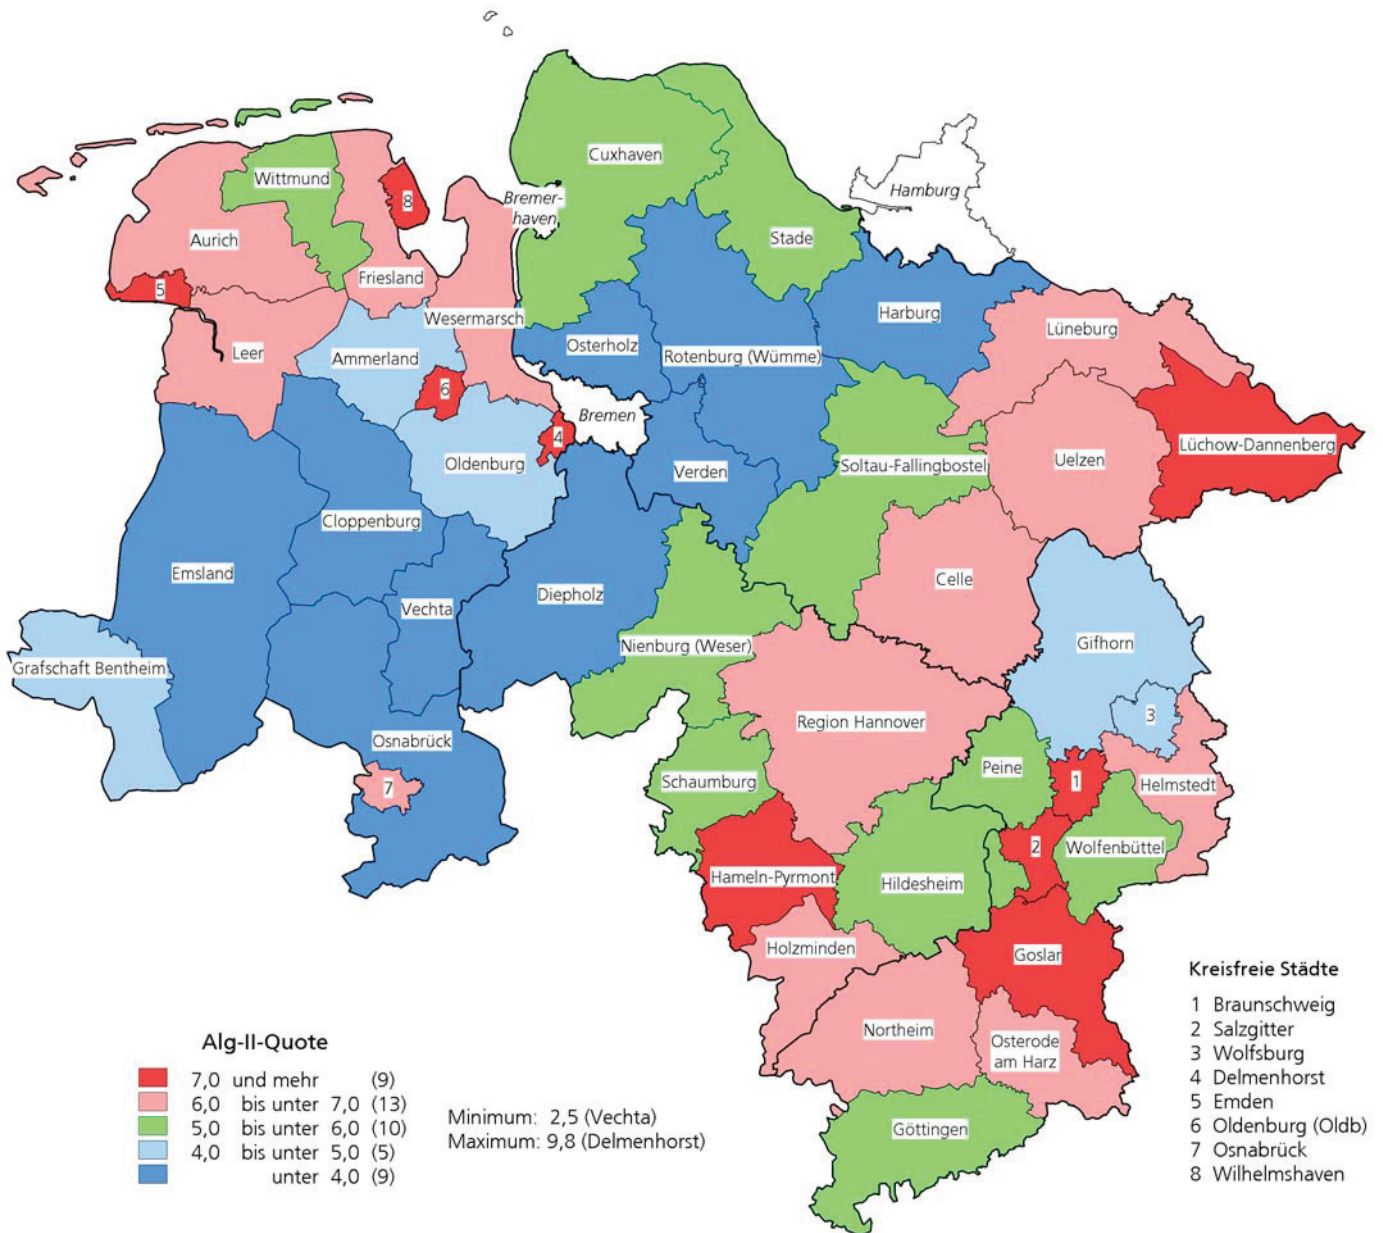 8
Cuxhaven
Hamburg
Wittmund
Bremer-
haven
Aurich
Stade
Friesland
5
Wesermarsch
Harburg
Lüneburg
Leer
Ammerland
Osterholz
Rotenburg (Wümme)
6
Bremen
4
Oldenburg
Verden
Soltau-Fallingbostel
Uelzen
Lüchow-Dannenberg
Cloppenburg
Emsland
Celle
Vechta
Diepholz
Nienburg (Weser)
Gifhorn
Grafschaft Bentheim
Region Hannover
3
Osnabrück
Peine
Schaumburg
1
Helmstedt
7
2
Wolfenbüttel
Hameln-Pyrmont
Hildesheim
Holzminden
Goslar
Northeim
Osterode
am Harz
Göttingen
Alg-II-Quote
7,0 und mehr (9)
6,0 bis unter 7,0 (13)
5,0 bis unter 6,0 (10)
4,0 bis unter 5,0 (5)
unter 4,0 (9)
Minimum: 2,5 (Vechta)
Maximum: 9,8 (Delmenhorst)
Kreisfreie Städte
1 Braunschweig
2 Salzgitter
3 Wolfsburg
4 Delmenhorst
5 Emden
6 Oldenburg (Oldb)
7 Osnabrück
8 Wilhelmshaven